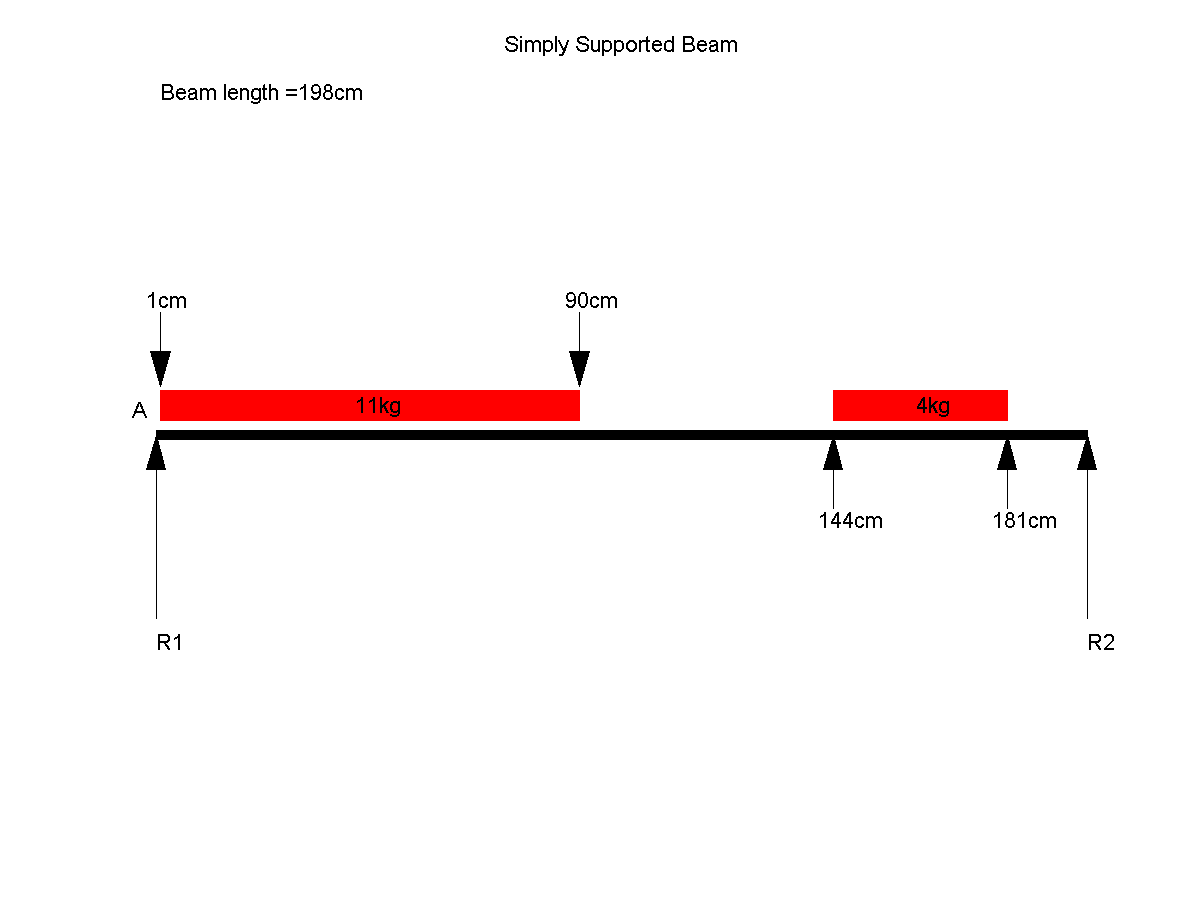 Simply Supported Beam
Beam length =198cm
1cm
90cm
A
11kg
4kg
144cm
181cm
R1
R2